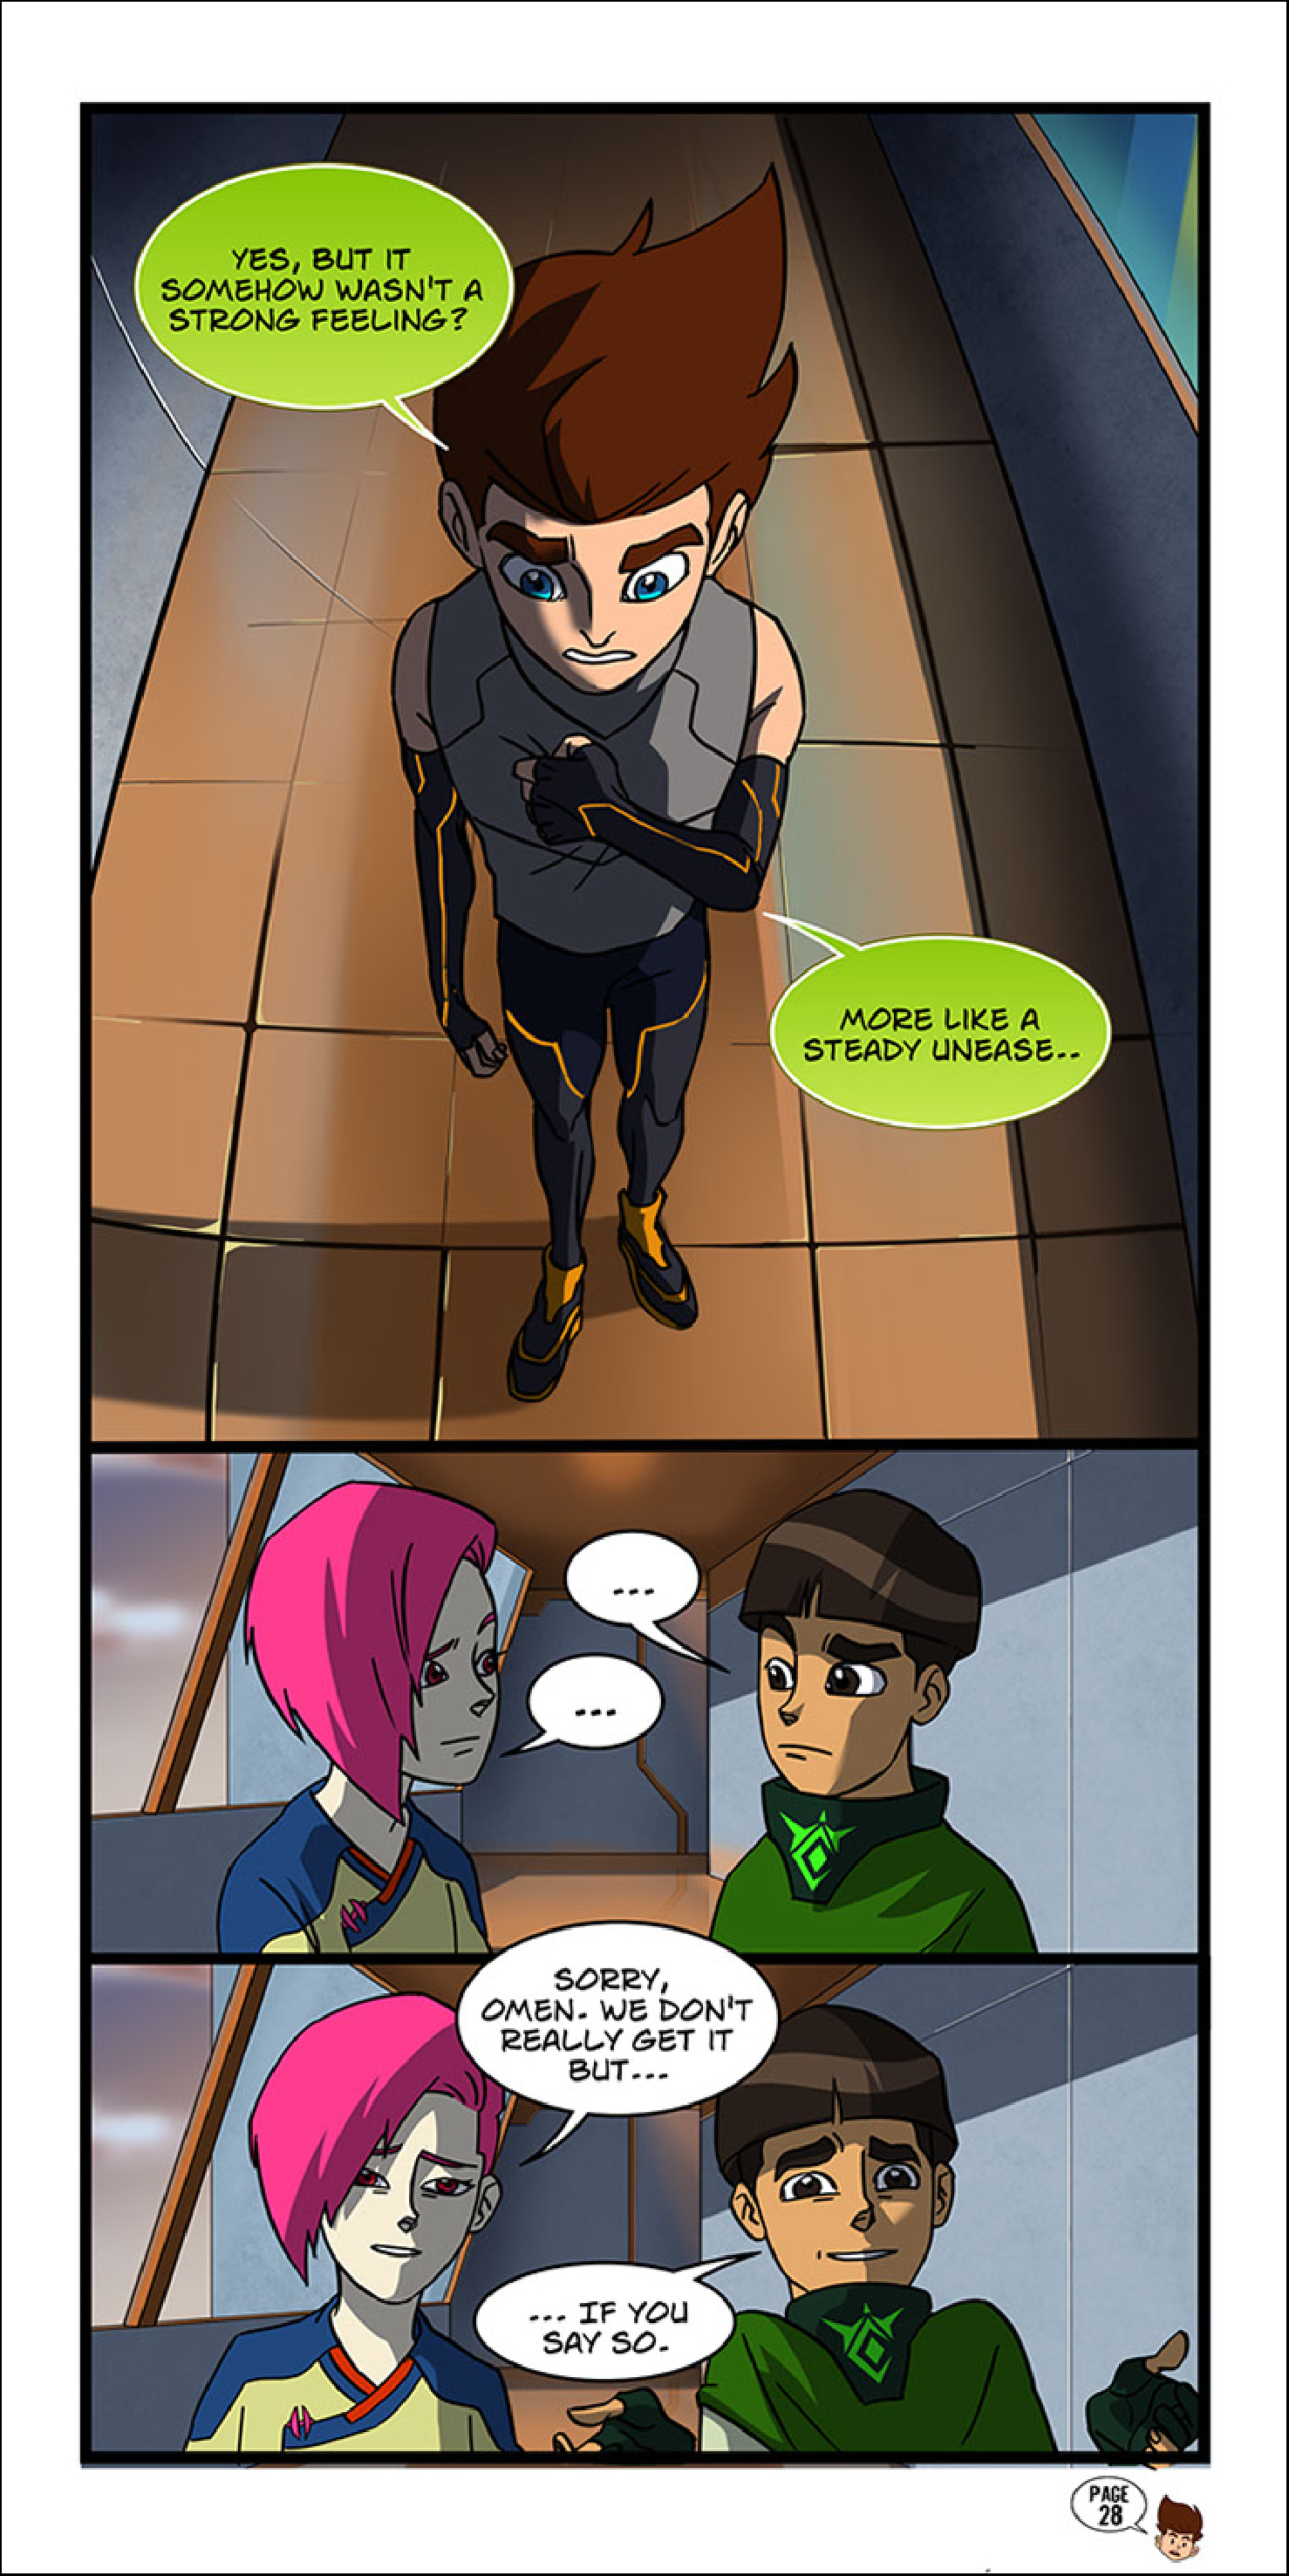 YES, BUT IT
SOMEHOW WASN'T A
STRONG FEELING?
MORE LIKE A
STEADY UNEASE--
...
...
SORRY,
OMEN. WE DON'T
REALLY GET IT
BUT...
... IF YOU
SAY SO.
PAGE
28